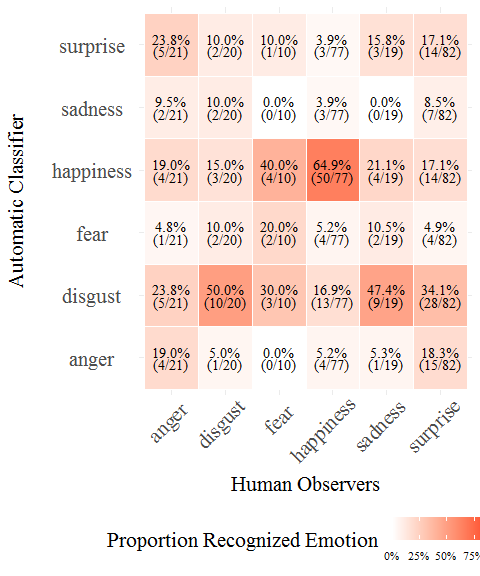 Automatic Classifier
surprise
23.8% 10.0% 10.0% 3.9% 15.8% 17.1%
(5/21) (2/20) (1/10) (3/77) (3/19) (14/82)
sadness
9.5% 10.0% 0.0% 3.9% 0.0% 8.5%
(2/21) (2/20) (0/10) (3/77) (0/19) (7/82)
happiness
19.0% 15.0% 40.0% 64.9% 21.1% 17.1%
(4/21) (3/20) (4/10) (50/77) (4/19) (14/82)
fear
4.8% 10.0% 20.0% 5.2% 10.5% 4.9%
(1/21) (2/20) (2/10) (4/77) (2/19) (4/82)
disgust
23.8% 50.0% 30.0% 16.9% 47.4% 34.1%
(5/21) (10/20) (3/10) (13/77) (9/19) (28/82)
anger
19.0% 5.0% 0.0% 5.2% 5.3% 18.3%
(4/21) (1/20) (0/10) (4/77) (1/19) (15/82)
anger disgust fear happiness sadness surprise
Human Observers
Proportion Recognized Emotion
0% 25% 50% 75%